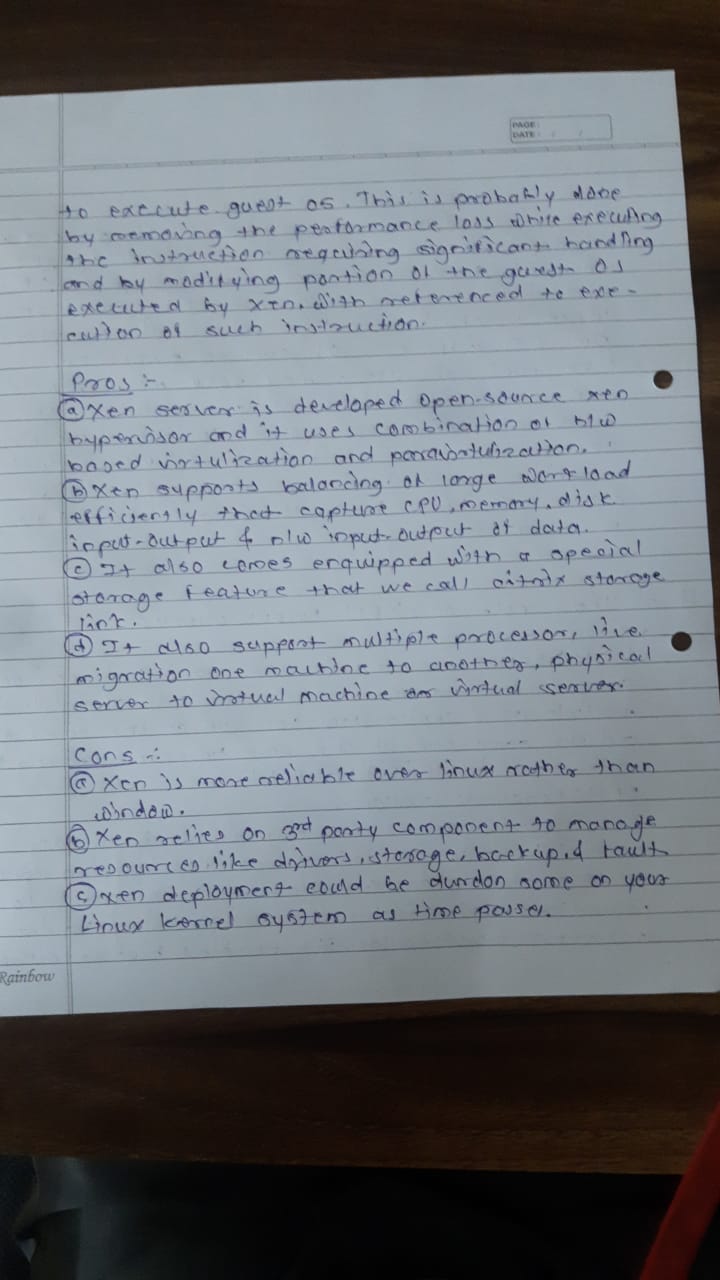 PAGE:
DATE: / /
to execute guest os. This is probably done
by removing the performance loss while executing
the instruction requiring significant handling
and by modifying portion of the guest os
executed by xen. With referenced to exe-
cution of such instruction.
Pros :-
(a) Xen server is developed open-source xen
hypervisor and it uses combination of h/w
based virtulization and paravirtulization.
(b) Xen supports balancing of large work load
efficiently that capture CPU, memory, disk
input-output & n/w input-output of data.
(c) It also comes enquipped with a special
storage feature that we call citrix storage
link.
(d) It also support multiple processor, live
migration one machine to another, physical
server to virtual machine or virtual server.
Cons :-
(a) Xen is more reliable over linux rather than
window.
(b) Xen relies on 3rd party component to manage
resources like drivers, storage, backup, & fault
(c) xen deployment could be burdon some on your
Linux kernel system as time passes.
Rainbow